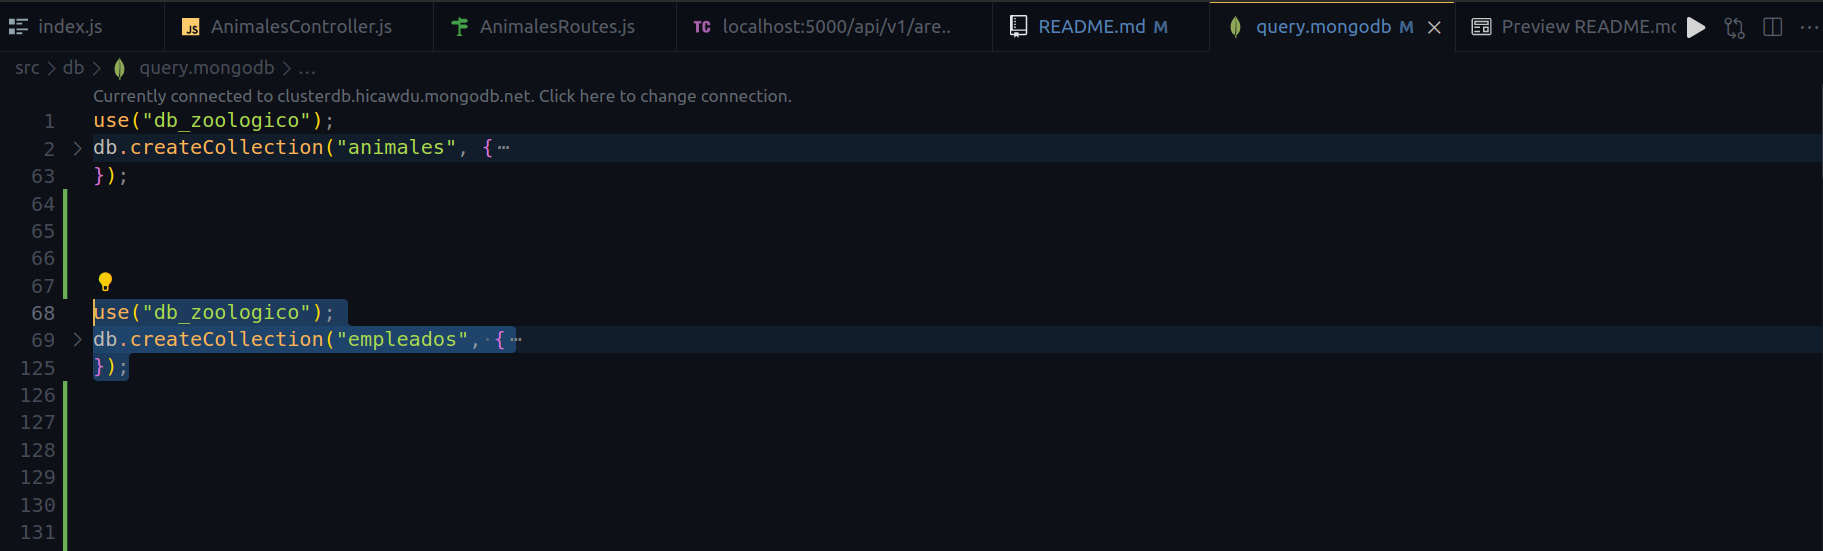 index.js JS AnimalesController.js AnimalesRoutes.js TC localhost:5000/api/v1/are.. README.md M query.mongodb M Preview README.mc
src > db > query.mongodb > ...
Currently connected to clusterdb.hicawdu.mongodb.net. Click here to change connection.
1 use("db_zoologico");
2 db.createCollection("animales", {⋯
63 });
64
65
66
67
68 use("db_zoologico");
69 db.createCollection("empleados", {⋯
125 });
126
127
128
129
130
131